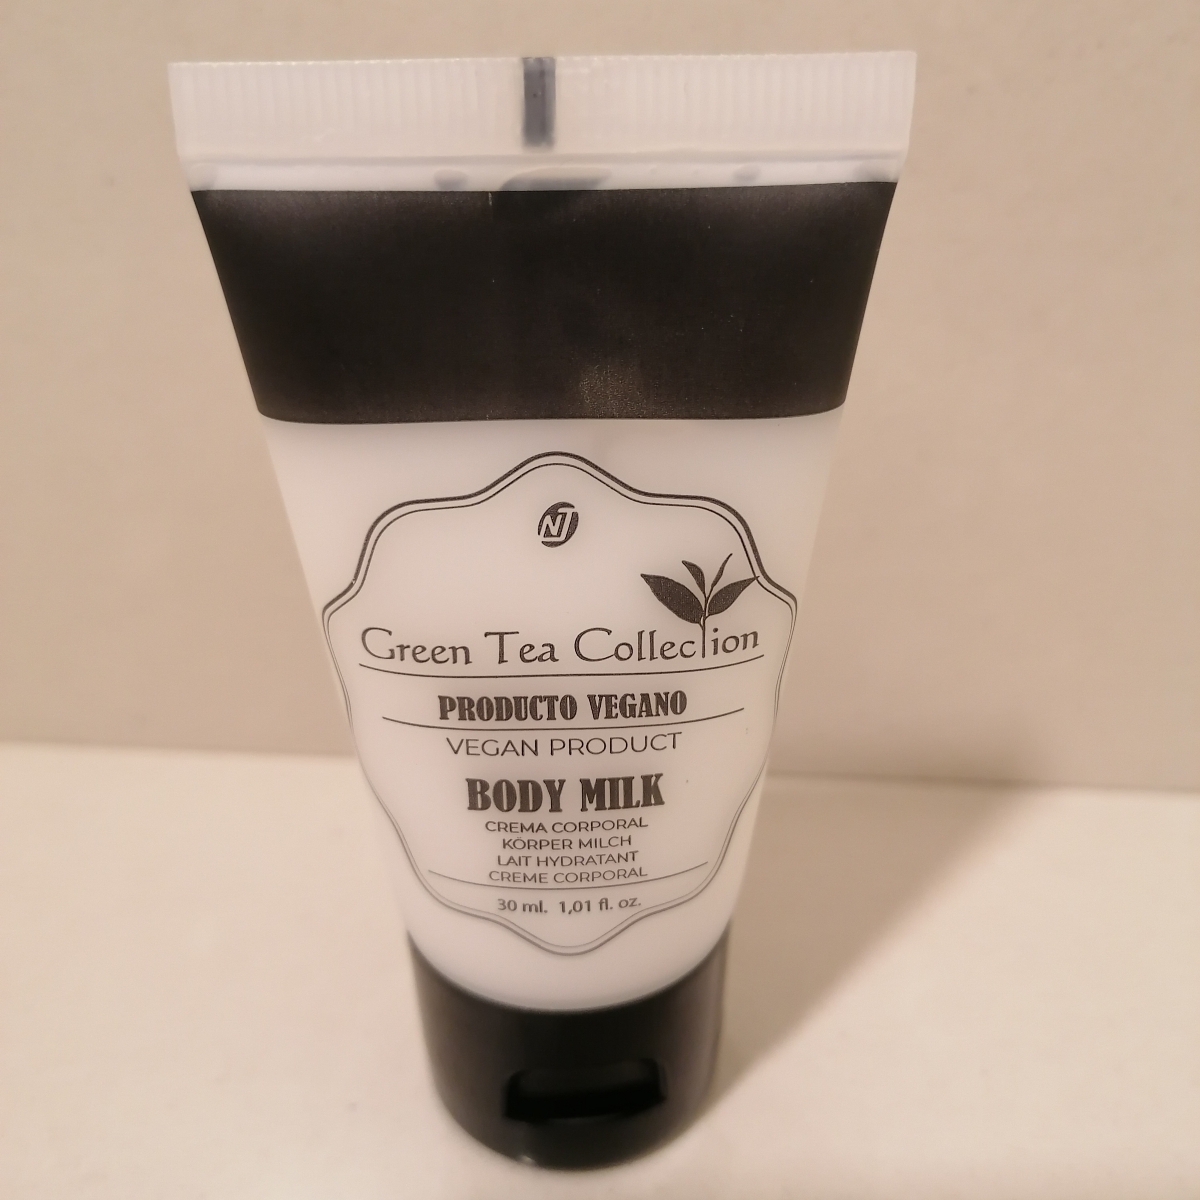 NJ
Green Tea Collection
PRODUCTO VEGANO
VEGAN PRODUCT
BODY MILK
CREMA CORPORAL
KÖRPER MILCH
LAIT HYDRATANT
CREME CORPORAL
30 ml. 1,01 fl. oz.